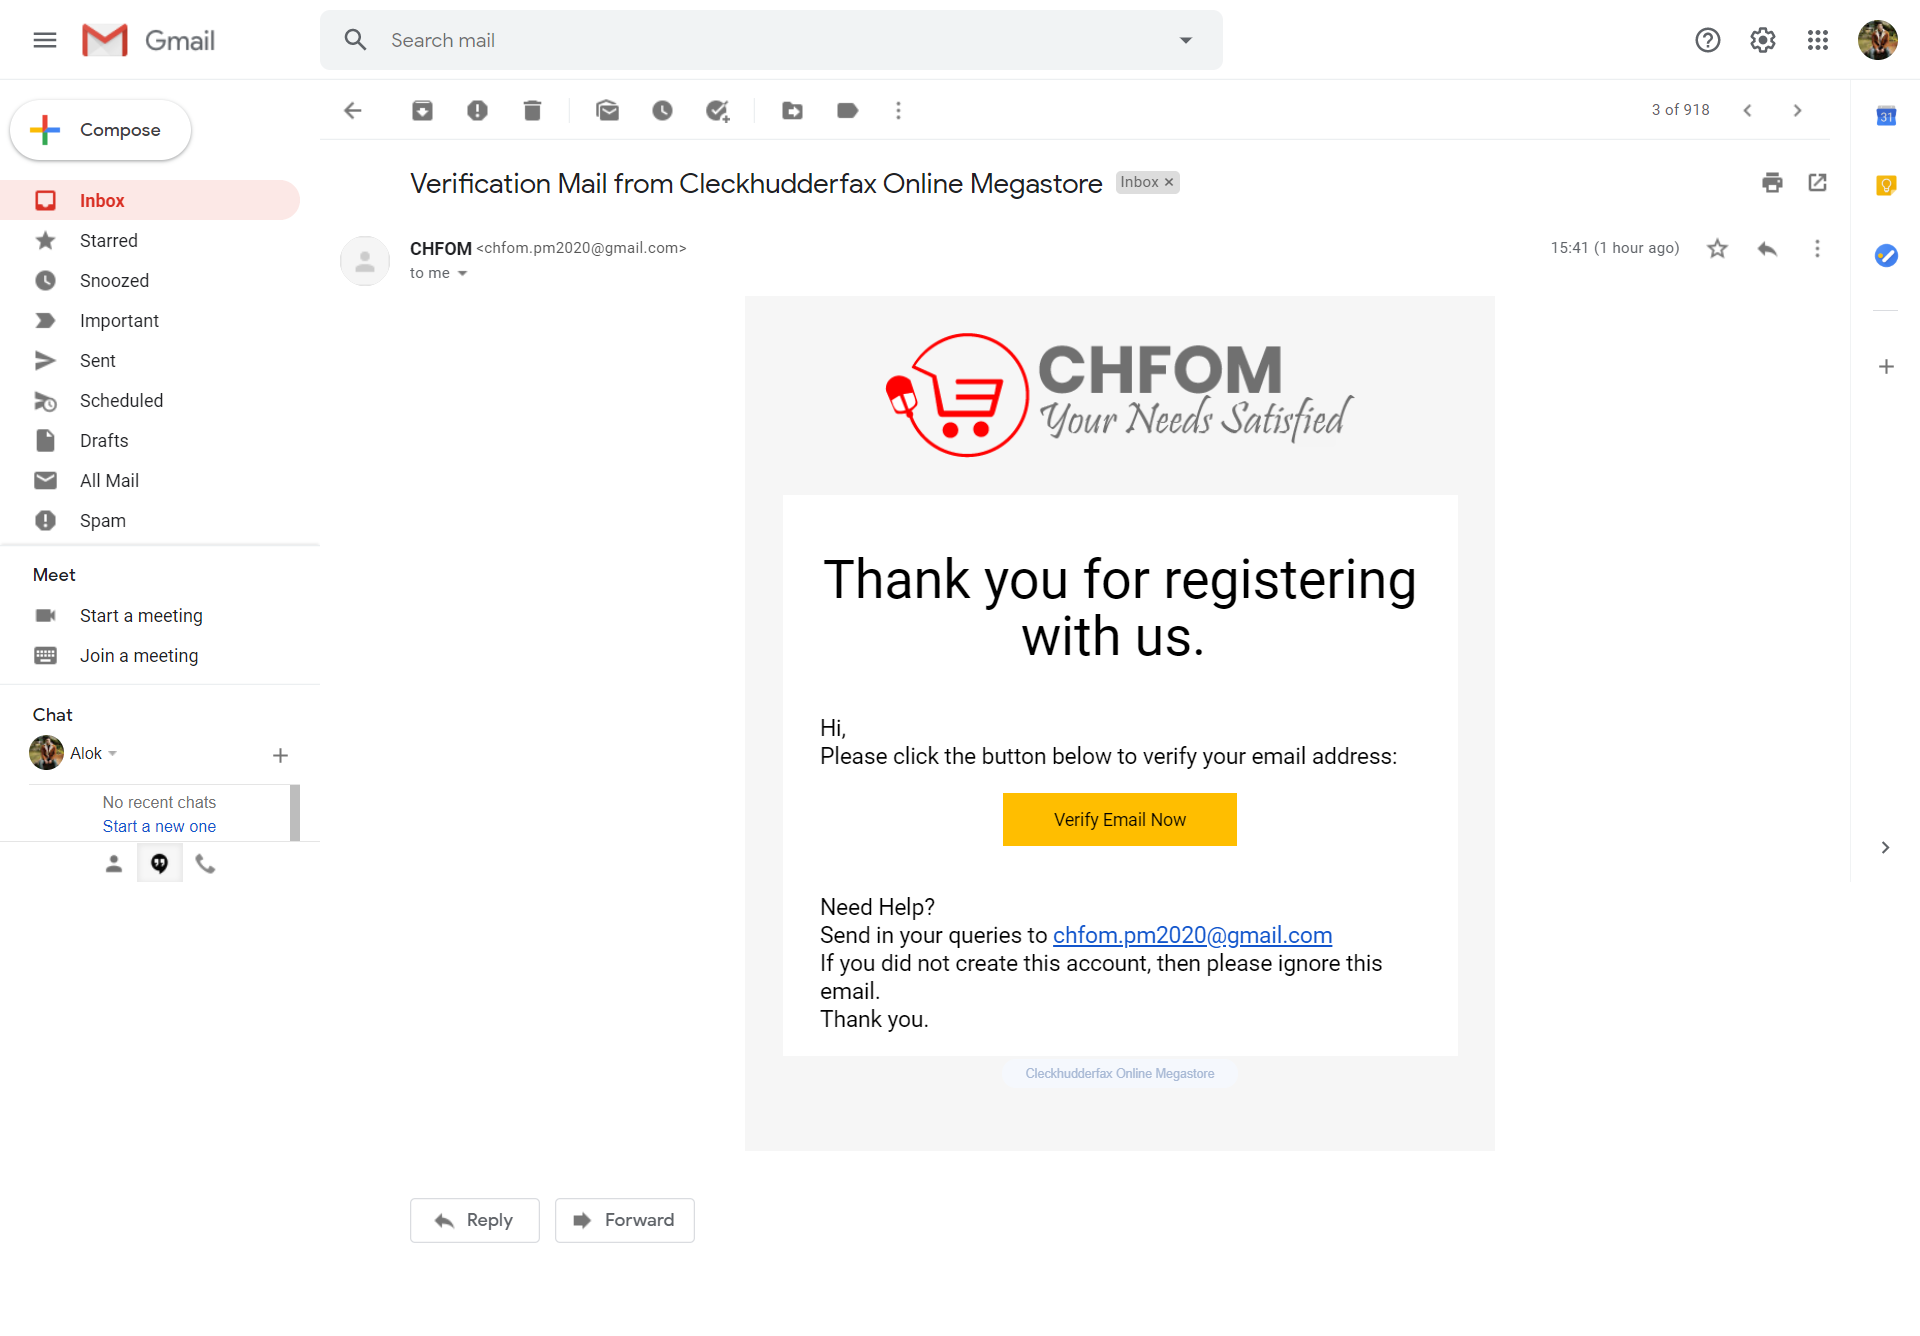 Gmail
Search mail
Compose
3 of 918
31
Inbox
Starred
Snoozed
Important
Sent
Scheduled
Drafts
All Mail
Spam
Meet
Start a meeting
Join a meeting
Chat
Alok
No recent chats
Start a new one
Verification Mail from Cleckhudderfax Online Megastore Inbox ×
CHFOM <chfom.pm2020@gmail.com> 15:41 (1 hour ago)
to me
CHFOM
Your Needs Satisfied
Thank you for registering
with us.
Hi,
Please click the button below to verify your email address:
Verify Email Now
Need Help?
Send in your queries to chfom.pm2020@gmail.com
If you did not create this account, then please ignore this
email.
Thank you.
Cleckhudderfax Online Megastore
Reply
Forward